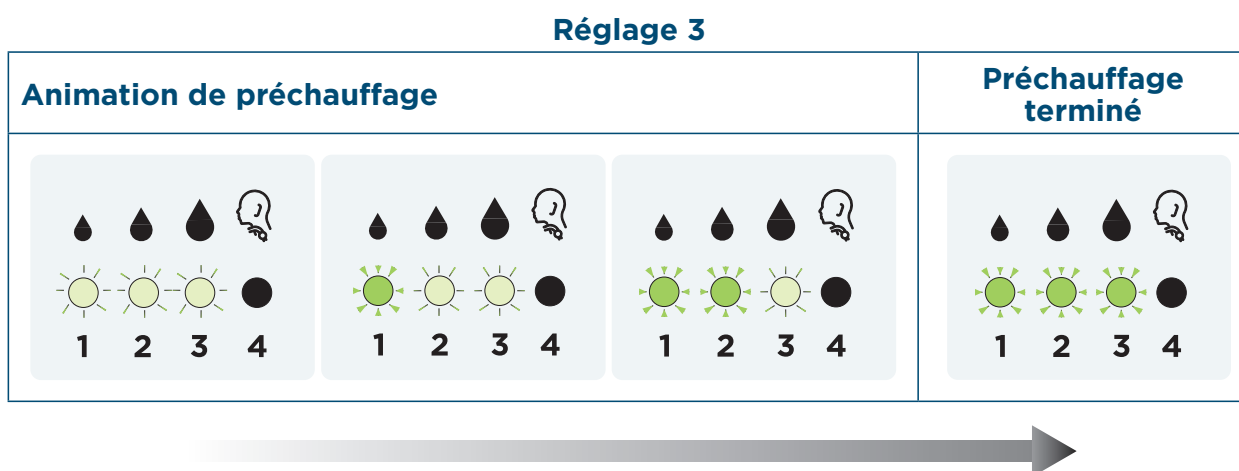 Réglage 3
Animation de préchauffage
Préchauffage
terminé
1 2 3 4
1 2 3 4
1 2 3 4
1 2 3 4